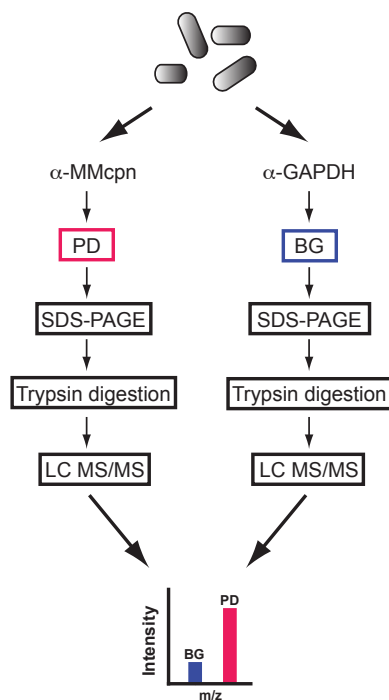 α-MMcpn
α-GAPDH
PD
BG
SDS-PAGE
SDS-PAGE
Trypsin digestion
Trypsin digestion
LC MS/MS
LC MS/MS
Intensity
BG
PD
m/z